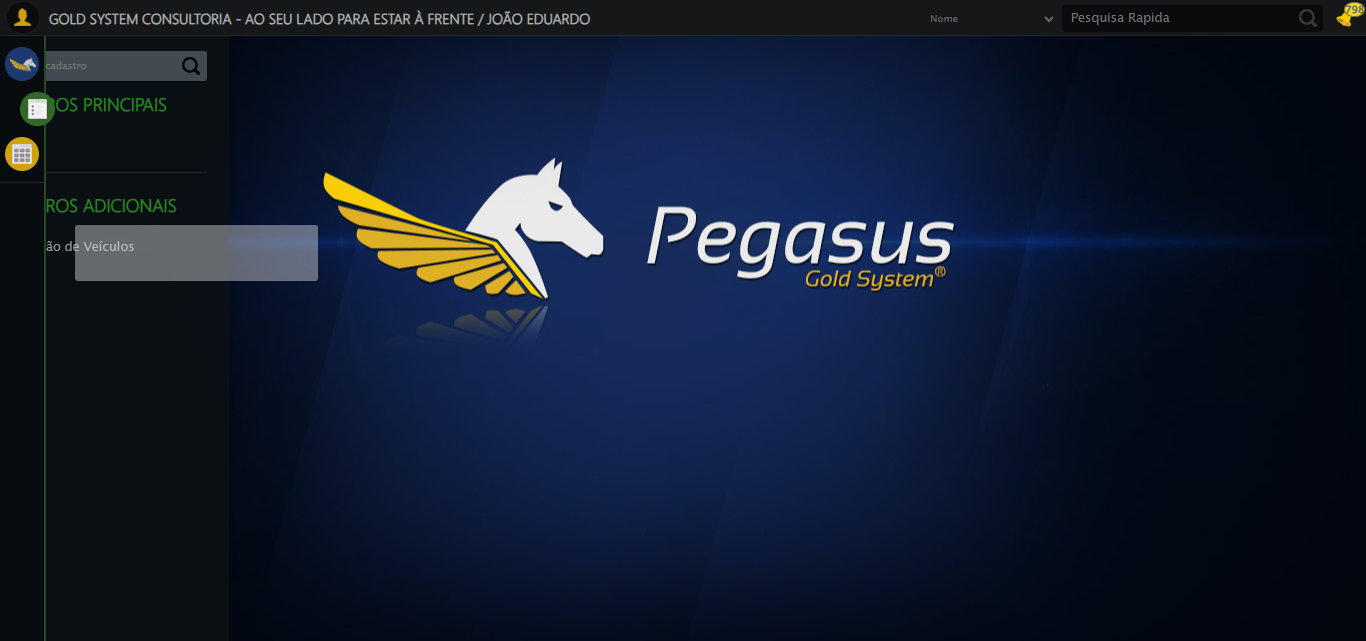 GOLD SYSTEM CONSULTORIA - AO SEU LADO PARA ESTAR À FRENTE / JOÃO EDUARDO
Nome
Pesquisa Rapida
798
cadastro
OS PRINCIPAIS
ROS ADICIONAIS
ão de Veículos
Pegasus
Gold System®